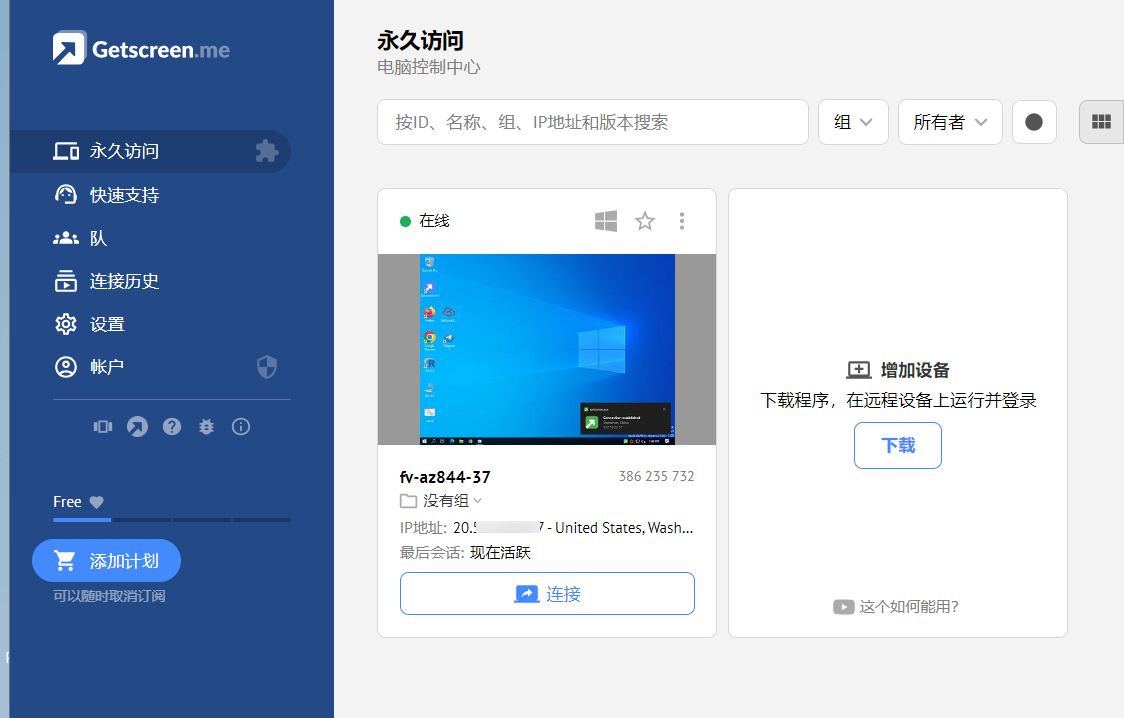 Getscreen.me
永久访问
快速支持
队
连接历史
设置
帐户
Free
添加计划
可以随时取消订阅
永久访问
电脑控制中心
按ID、名称、组、IP地址和版本搜索
组
所有者
在线
Connection established
fv-az844-37
386 235 732
没有组
IP地址: 20.5 7 - United States, Wash...
最后会话: 现在活跃
连接
增加设备
下载程序，在远程设备上运行并登录
下载
这个如何能用?